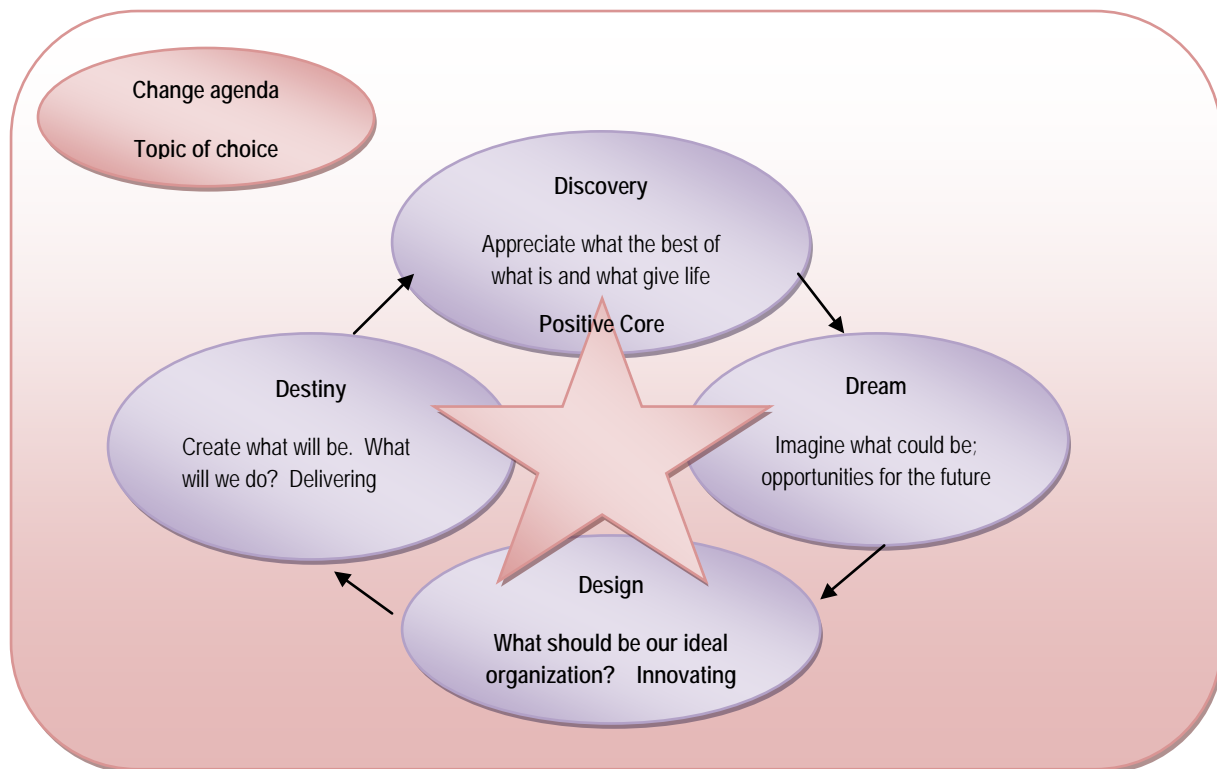 Change agenda
Topic of choice
Discovery
Appreciate what the best of
what is and what give life
Positive Core
Destiny
Create what will be. What
will we do? Delivering
Dream
Imagine what could be;
opportunities for the future
Design
What should be our ideal
organization? Innovating